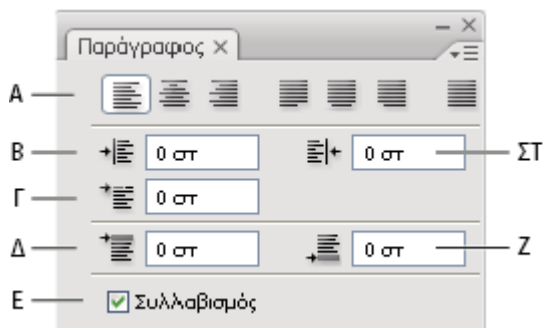 Παράγραφος ×
Α
Β 0 στ 0 στ ΣΤ
Γ 0 στ
Δ 0 στ 0 στ Ζ
Ε Συλλαβισμός